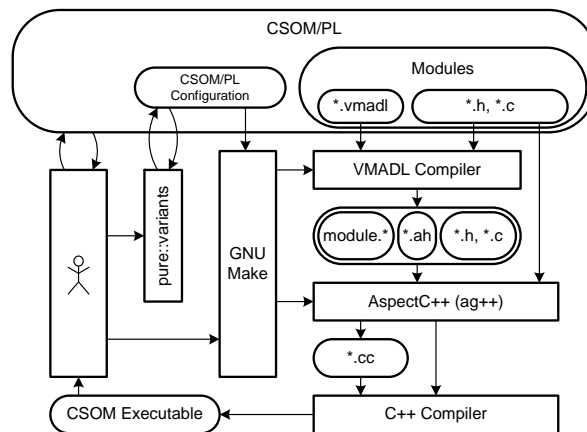 CSOM/PL
CSOM/PL
Configuration
Modules
*.vmadl
*.h, *.c
pure::variants
GNU
Make
VMADL Compiler
module.*
*.ah
*.h, *.c
AspectC++ (ag++)
*.cc
CSOM Executable
C++ Compiler